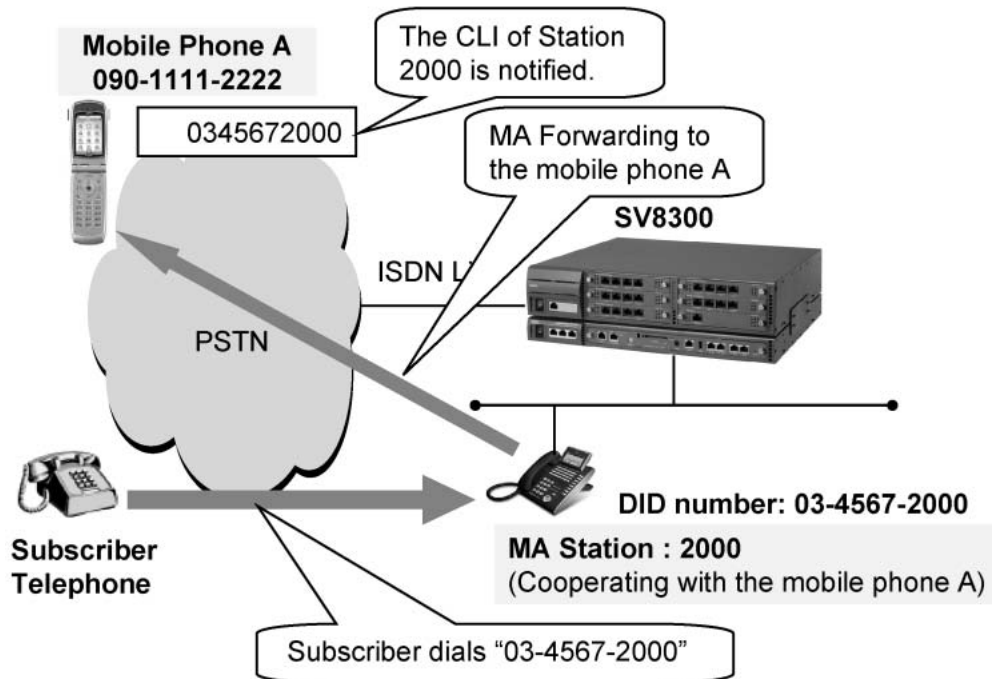 Mobile Phone A
090-1111-2222
The CLI of Station
2000 is notified.
0345672000
MA Forwarding to
the mobile phone A
SV8300
ISDN L
PSTN
DID number: 03-4567-2000
Subscriber
Telephone
MA Station : 2000
(Cooperating with the mobile phone A)
Subscriber dials “03-4567-2000”